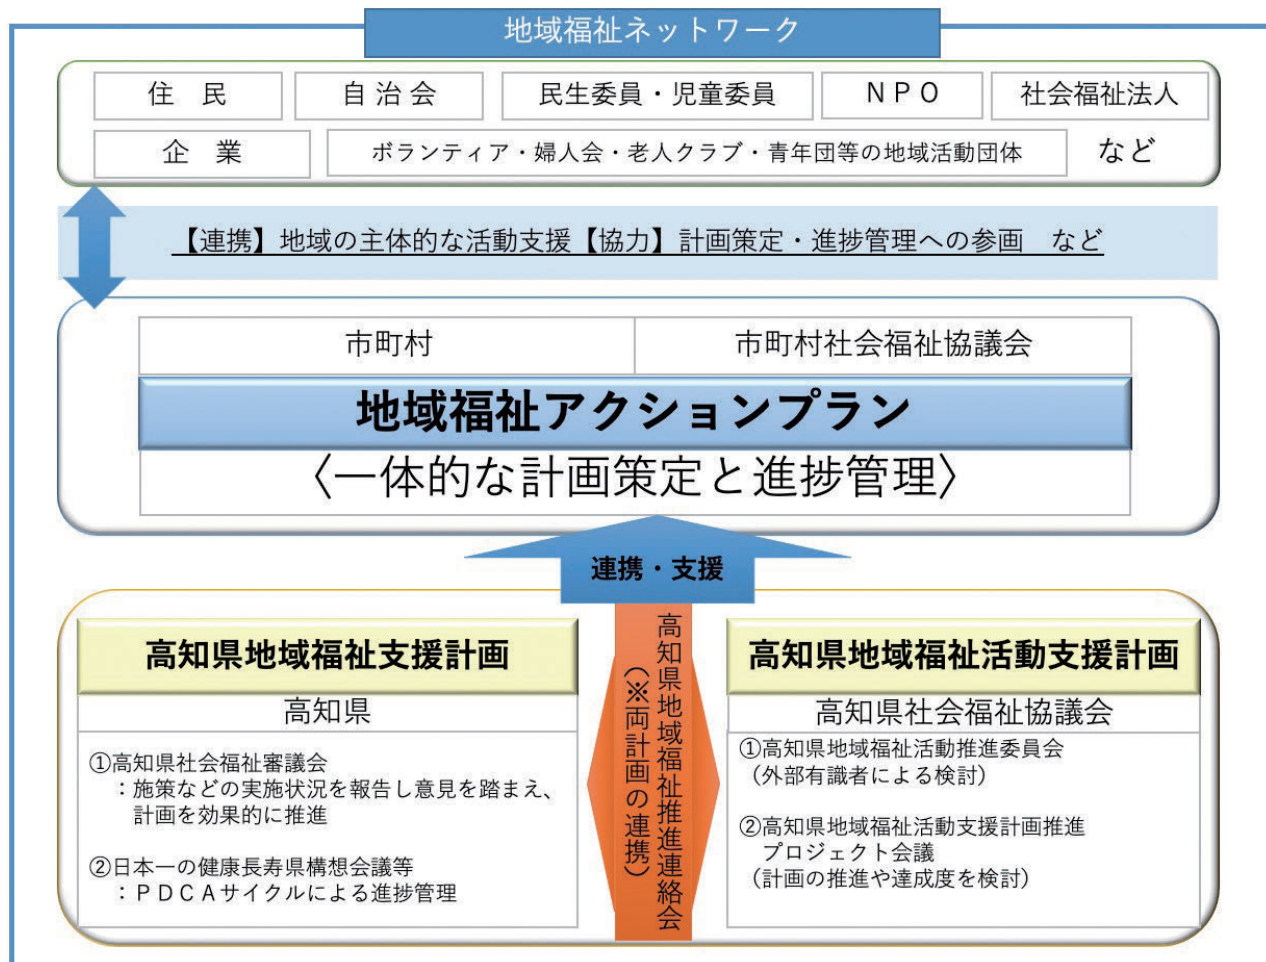 地域福祉ネットワーク
住　民
自 治 会
民生委員・児童委員
ＮＰＯ
社会福祉法人
企　業
ボランティア・婦人会・老人クラブ・青年団等の地域活動団体
など
【連携】地域の主体的な活動支援【協力】計画策定・進捗管理への参画　など
市町村
市町村社会福祉協議会
地域福祉アクションプラン
〈一体的な計画策定と進捗管理〉
連携・支援
高知県地域福祉支援計画
高知県
①高知県社会福祉審議会
：施策などの実施状況を報告し意見を踏まえ、
計画を効果的に推進
②日本一の健康長寿県構想会議等
：ＰＤＣＡサイクルによる進捗管理
高知県地域福祉推進連絡会
（※両計画の連携）
高知県地域福祉活動支援計画
高知県社会福祉協議会
①高知県地域福祉活動推進委員会
（外部有識者による検討）
②高知県地域福祉活動支援計画推進
プロジェクト会議
（計画の推進や達成度を検討）